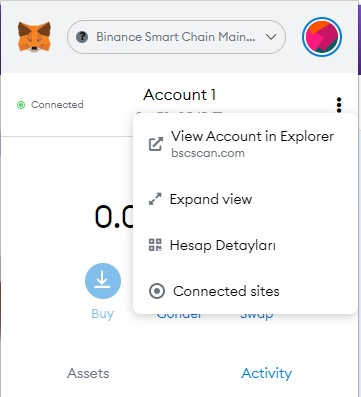 Binance Smart Chain Main...
Connected
Account 1
View Account in Explorer
bscscan.com
Expand view
Hesap Detayları
Connected sites
0.0
Buy
Gönder
Swap
Assets
Activity